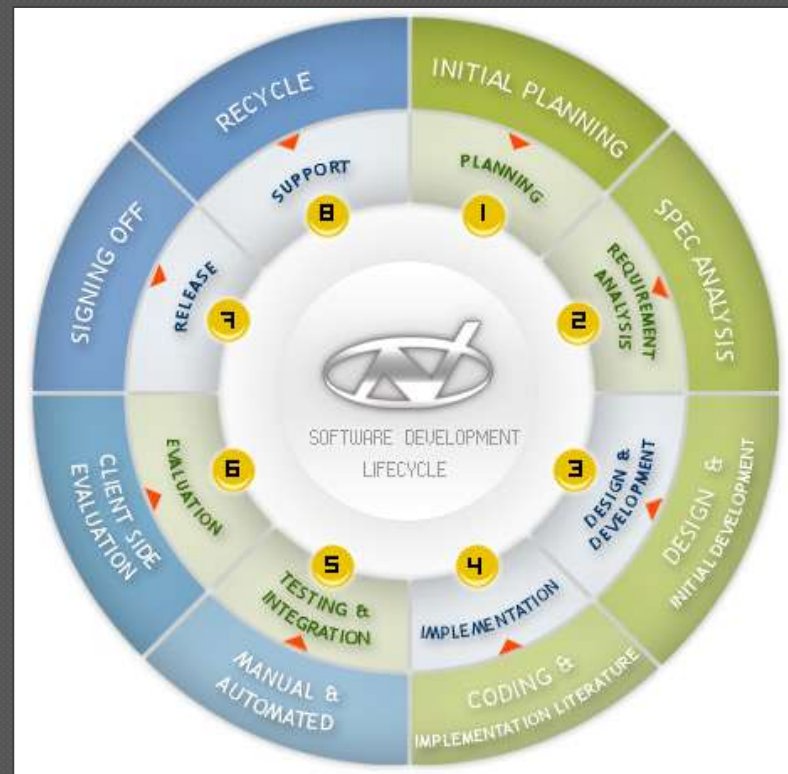 INITIAL PLANNING
PLANNING
1
SPEC ANALYSIS
REQUIREMENT
ANALYSIS
2
DESIGN &
INITIAL DEVELOPMENT
DESIGN &
DEVELOPMENT
3
CODING &
IMPLEMENTATION LITERATURE
IMPLEMENTATION
4
MANUAL &
AUTOMATED
TESTING &
INTEGRATION
5
CLIENT SIDE
EVALUATION
EVALUATION
6
SIGNING OFF
RELEASE
7
RECYCLE
SUPPORT
8
SOFTWARE DEVELOPMENT
LIFECYCLE